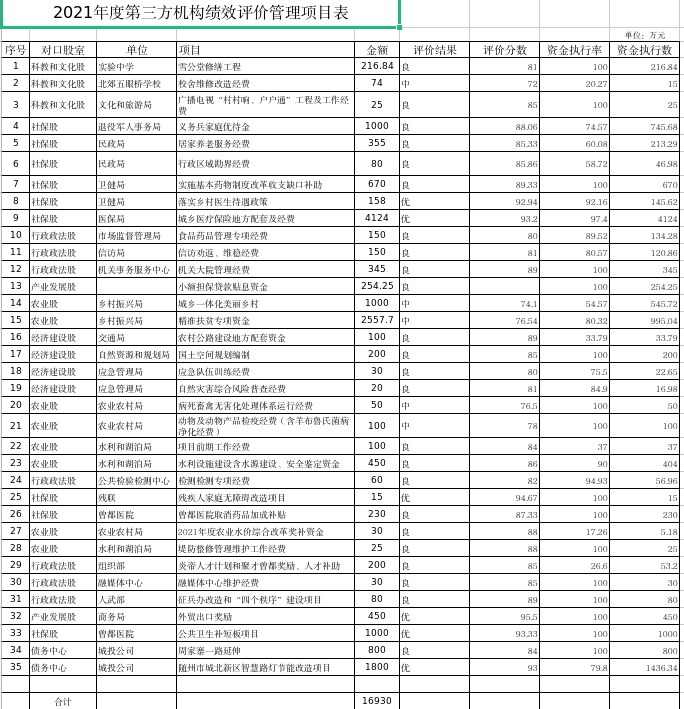 2021年度第三方机构绩效评价管理项目表
单位：万元
序号 对口股室 单位 项目 金额 评价结果 评价分数 资金执行率 资金执行数
1 科教和文化股 实验中学 雪公堂修缮工程 216.84 良 81 100 216.84
2 科教和文化股 北郊五眼桥学校 校舍维修改造经费 74 中 72 20.27 15
3 科教和文化股 文化和旅游局 广播电视“村村响、户户通”工程及工作经费 25 良 85 100 25
4 社保股 退役军人事务局 义务兵家庭优待金 1000 良 88.06 74.57 745.68
5 社保股 民政局 居家养老服务经费 355 良 85.33 60.08 213.29
6 社保股 民政局 行政区域勘界经费 80 良 85.86 58.72 46.98
7 社保股 卫健局 实施基本药物制度改革收支缺口补助 670 良 89.33 100 670
8 社保股 卫健局 落实乡村医生待遇政策 158 优 92.94 92.16 145.62
9 社保股 医保局 城乡医疗保险地方配套及经费 4124 优 93.2 97.4 4124
10 行政政法股 市场监督管理局 食品药品管理专项经费 150 良 80 89.52 134.28
11 行政政法股 信访局 信访劝返、维稳经费 150 良 81 80.57 120.86
12 行政政法股 机关事务服务中心 机关大院管理经费 345 良 89 100 345
13 产业发展股 小额担保贷款贴息资金 254.25 良 100 254.25
14 农业股 乡村振兴局 城乡一体化美丽乡村 1000 中 74.1 54.57 545.72
15 农业股 乡村振兴局 精准扶贫专项资金 2557.7 中 76.54 80.32 995.04
16 经济建设股 交通局 农村公路建设地方配套资金 100 良 89 33.79 33.79
17 经济建设股 自然资源和规划局 国土空间规划编制 200 良 85 100 200
18 经济建设股 应急管理局 应急队伍训练经费 30 良 80 75.5 22.65
19 经济建设股 应急管理局 自然灾害综合风险普查经费 20 良 81 84.9 16.98
20 农业股 农业农村局 病死畜禽无害化处理体系运行经费 50 中 76.5 100 50
21 农业股 农业农村局 动物及动物产品检疫经费（含羊布鲁氏菌病净化经费） 100 中 78 100 100
22 农业股 水利和湖泊局 项目前期工作经费 100 良 84 37 37
23 农业股 水利和湖泊局 水利设施建设含水源建设、安全鉴定资金 450 良 86 90 404
24 行政政法股 公共检验检测中心 检测检测专项经费 60 良 82 94.93 56.96
25 社保股 残联 残疾人家庭无障碍改造项目 15 优 94.67 100 15
26 社保股 曾都医院 曾都医院取消药品加成补贴 230 良 87.33 100 230
27 农业股 农业农村局 2021年度农业水价综合改革奖补资金 30 良 88 17.26 5.18
28 农业股 水利和湖泊局 堤防整修管理维护工作经费 25 良 88 100 25
29 行政政法股 组织部 炎帝人才计划和聚才曾都奖励、人才补助 200 良 85 26.6 53.2
30 行政政法股 融媒体中心 融媒体中心维护经费 30 良 85 100 30
31 行政政法股 人武部 征兵办改造和“四个秩序”建设项目 80 良 89 100 80
32 产业发展股 商务局 外贸出口奖励 450 优 95.5 100 450
33 社保股 曾都医院 公共卫生补短板项目 1000 优 93.33 100 1000
34 债务中心 城投公司 周家寨一路延伸 800 良 84 100 800
35 债务中心 城投公司 随州市城北新区智慧路灯节能改造项目 1800 优 93 79.8 1436.34
合计 16930